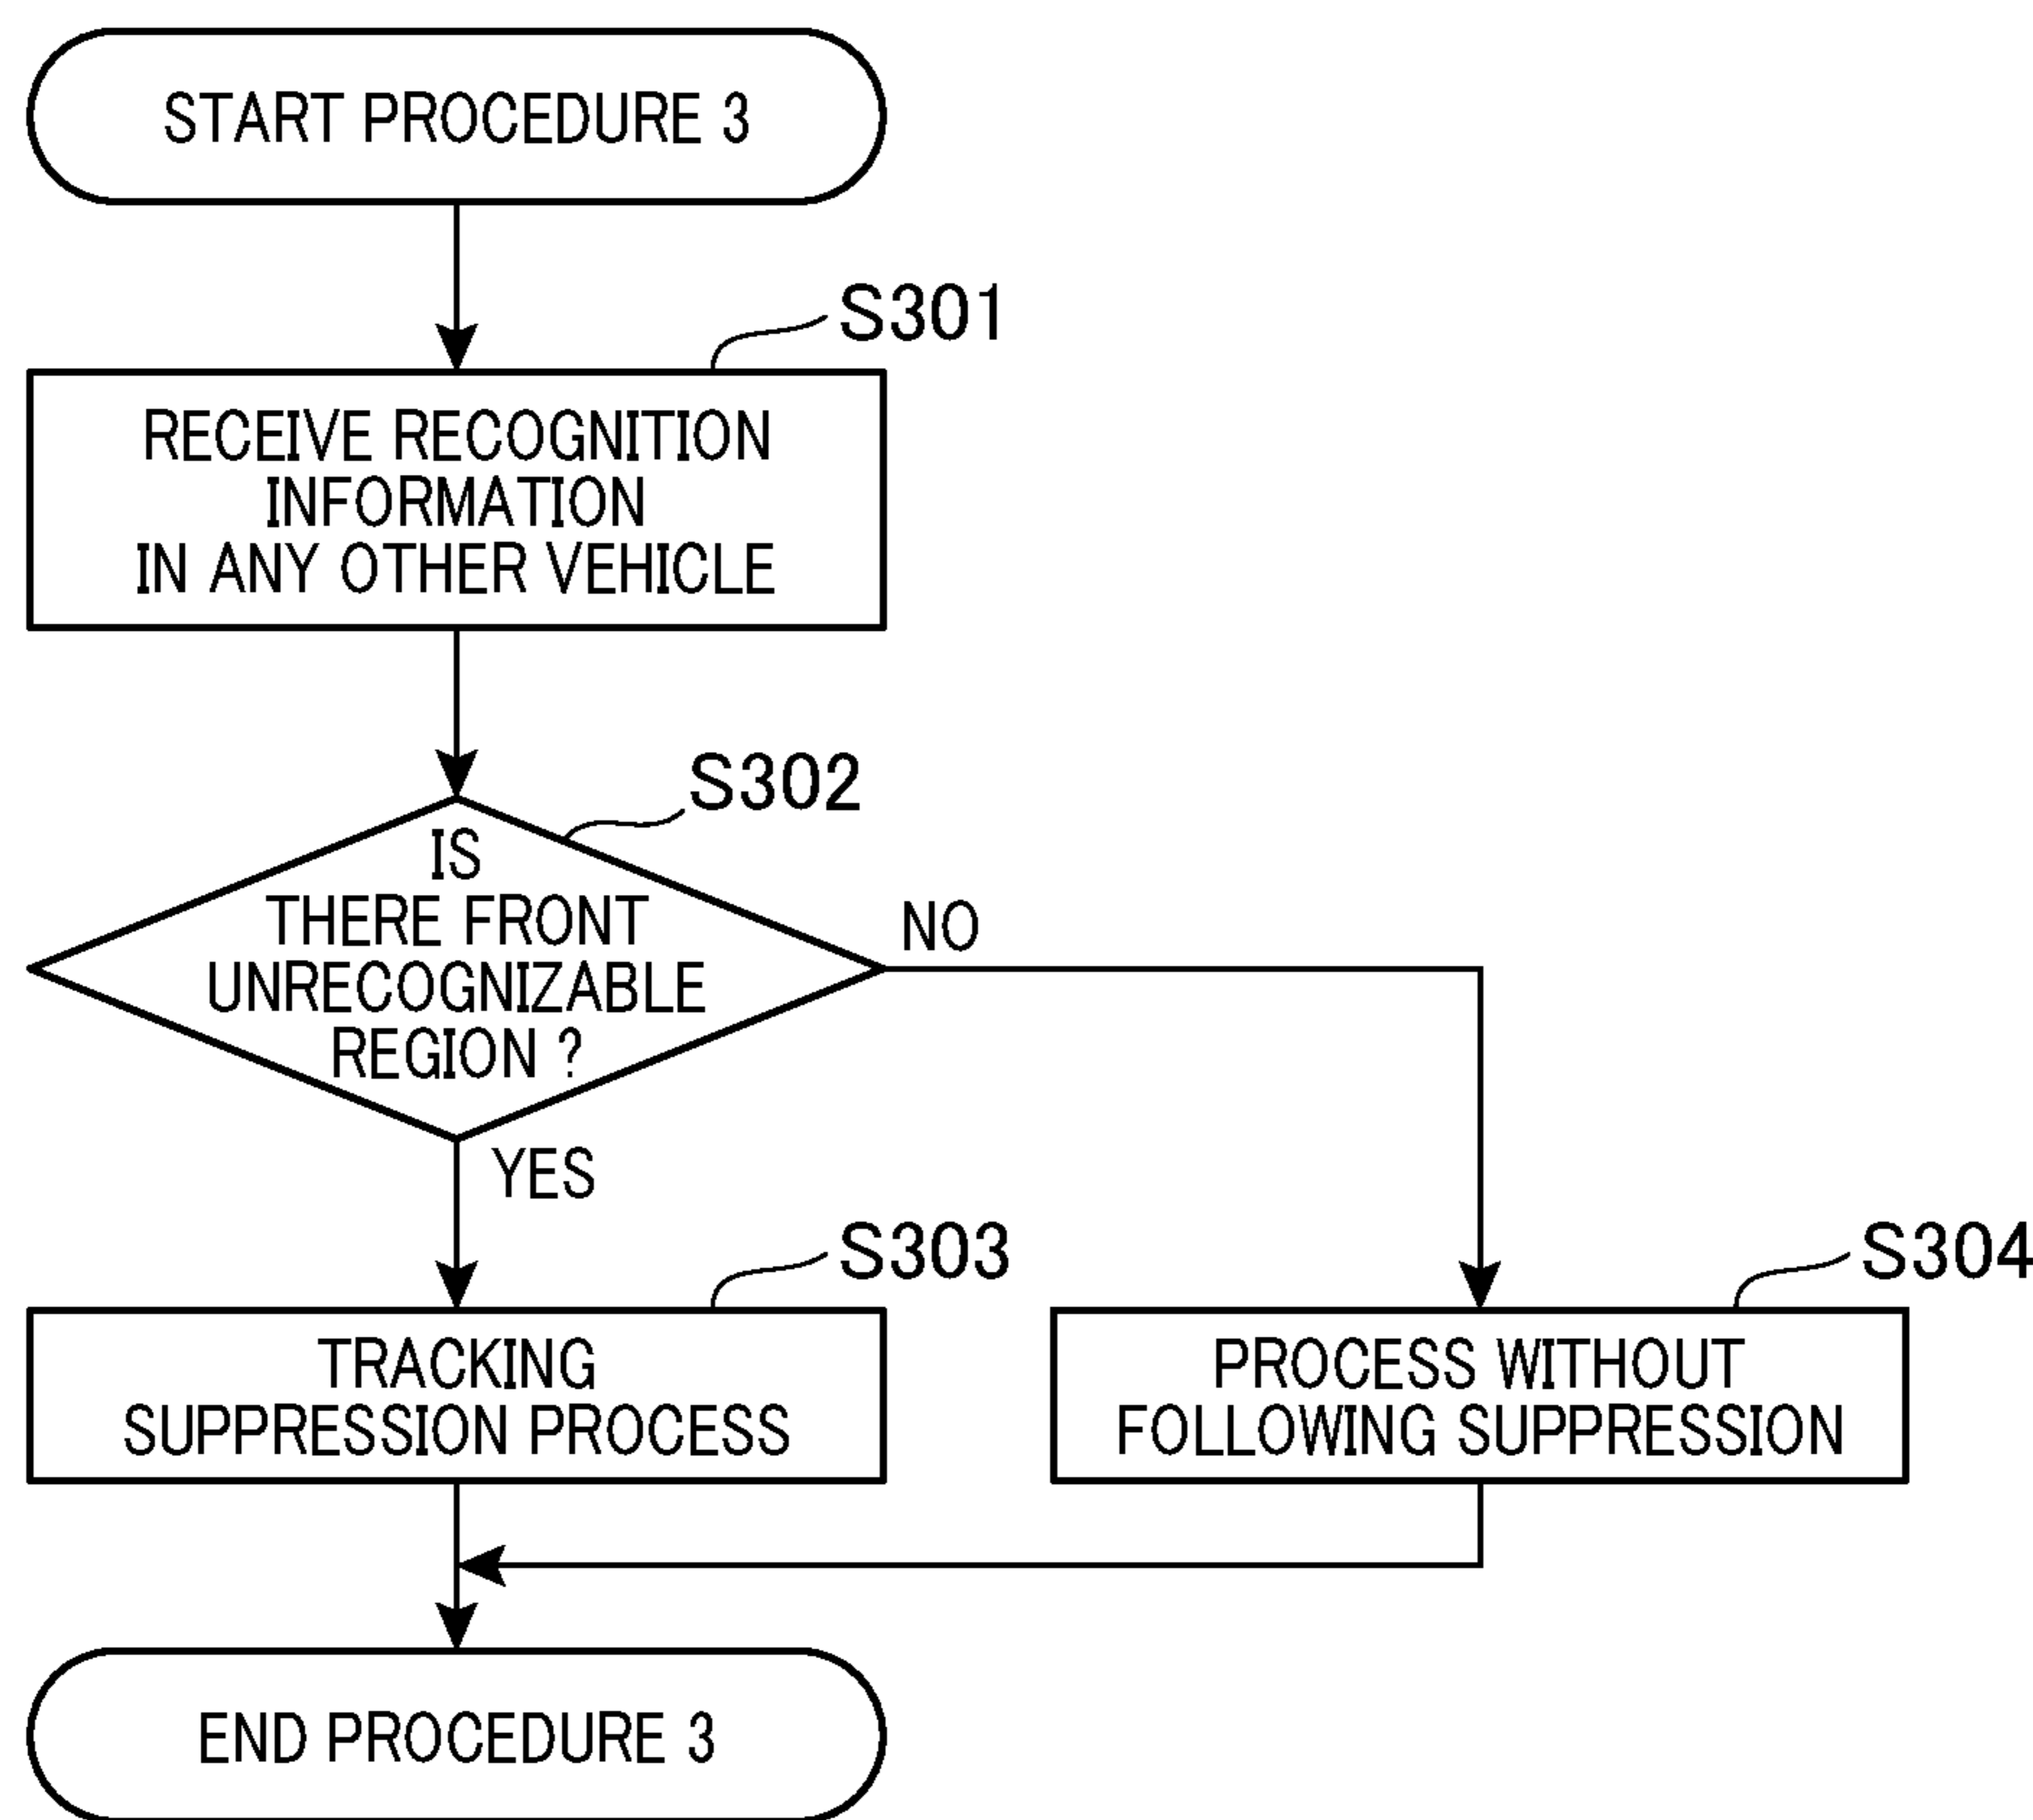 START PROCEDURE 3
S301
RECEIVE RECOGNITION
INFORMATION
IN ANY OTHER VEHICLE
S302
IS
THERE FRONT
UNRECOGNIZABLE
REGION ?
NO
YES
S303
TRACKING
SUPPRESSION PROCESS
S304
PROCESS WITHOUT
FOLLOWING SUPPRESSION
END PROCEDURE 3